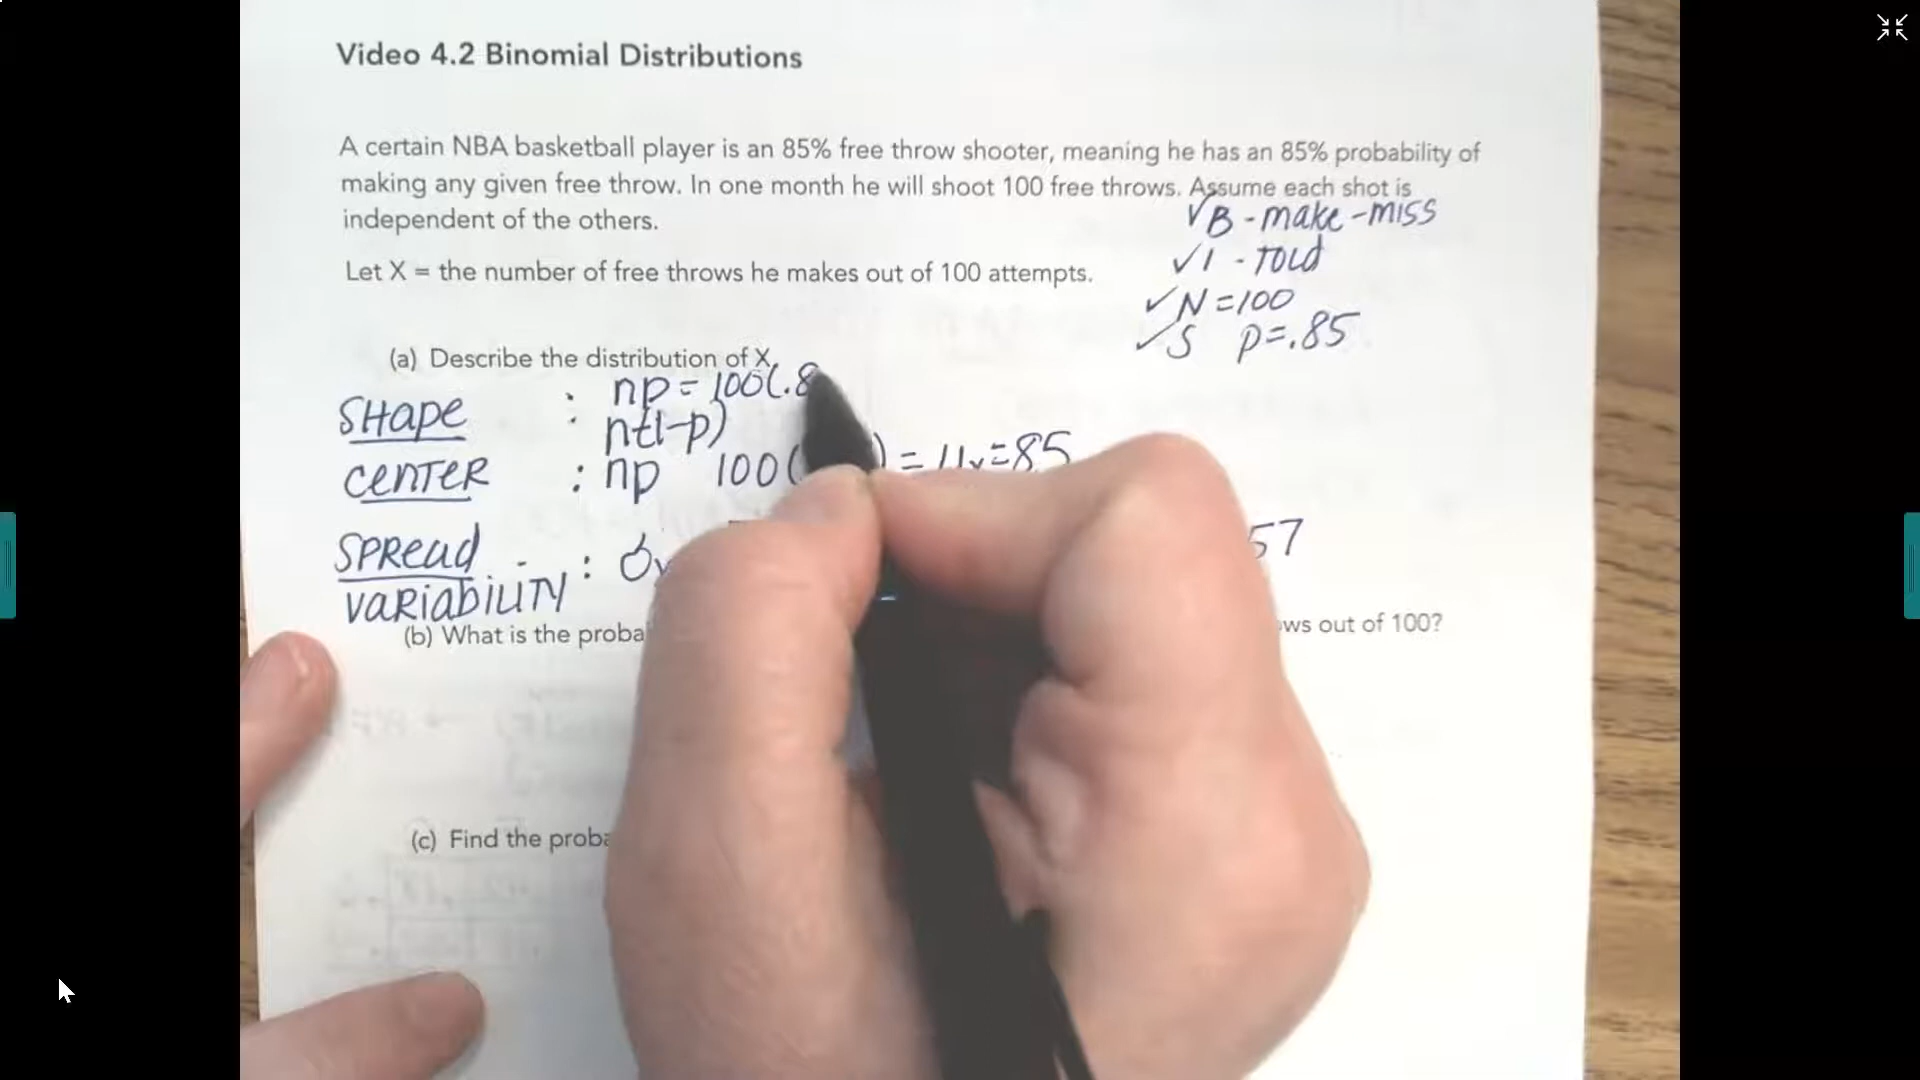 Video 4.2 Binomial Distributions
A certain NBA basketball player is an 85% free throw shooter, meaning he has an 85% probability of
making any given free throw. In one month he will shoot 100 free throws. Assume each shot is
independent of the others.
√B - make - miss
Let X = the number of free throws he makes out of 100 attempts.
✓I - TOLD
✓N = 100
✓S p=.85
(a) Describe the distribution of X.
SHAPE : np = 100(.8
n(1-p)
CENTER : np 100( ) = μx = 85
SPREAD : σx 57
VARIABILITY
(b) What is the proba ws out of 100?
(c) Find the proba